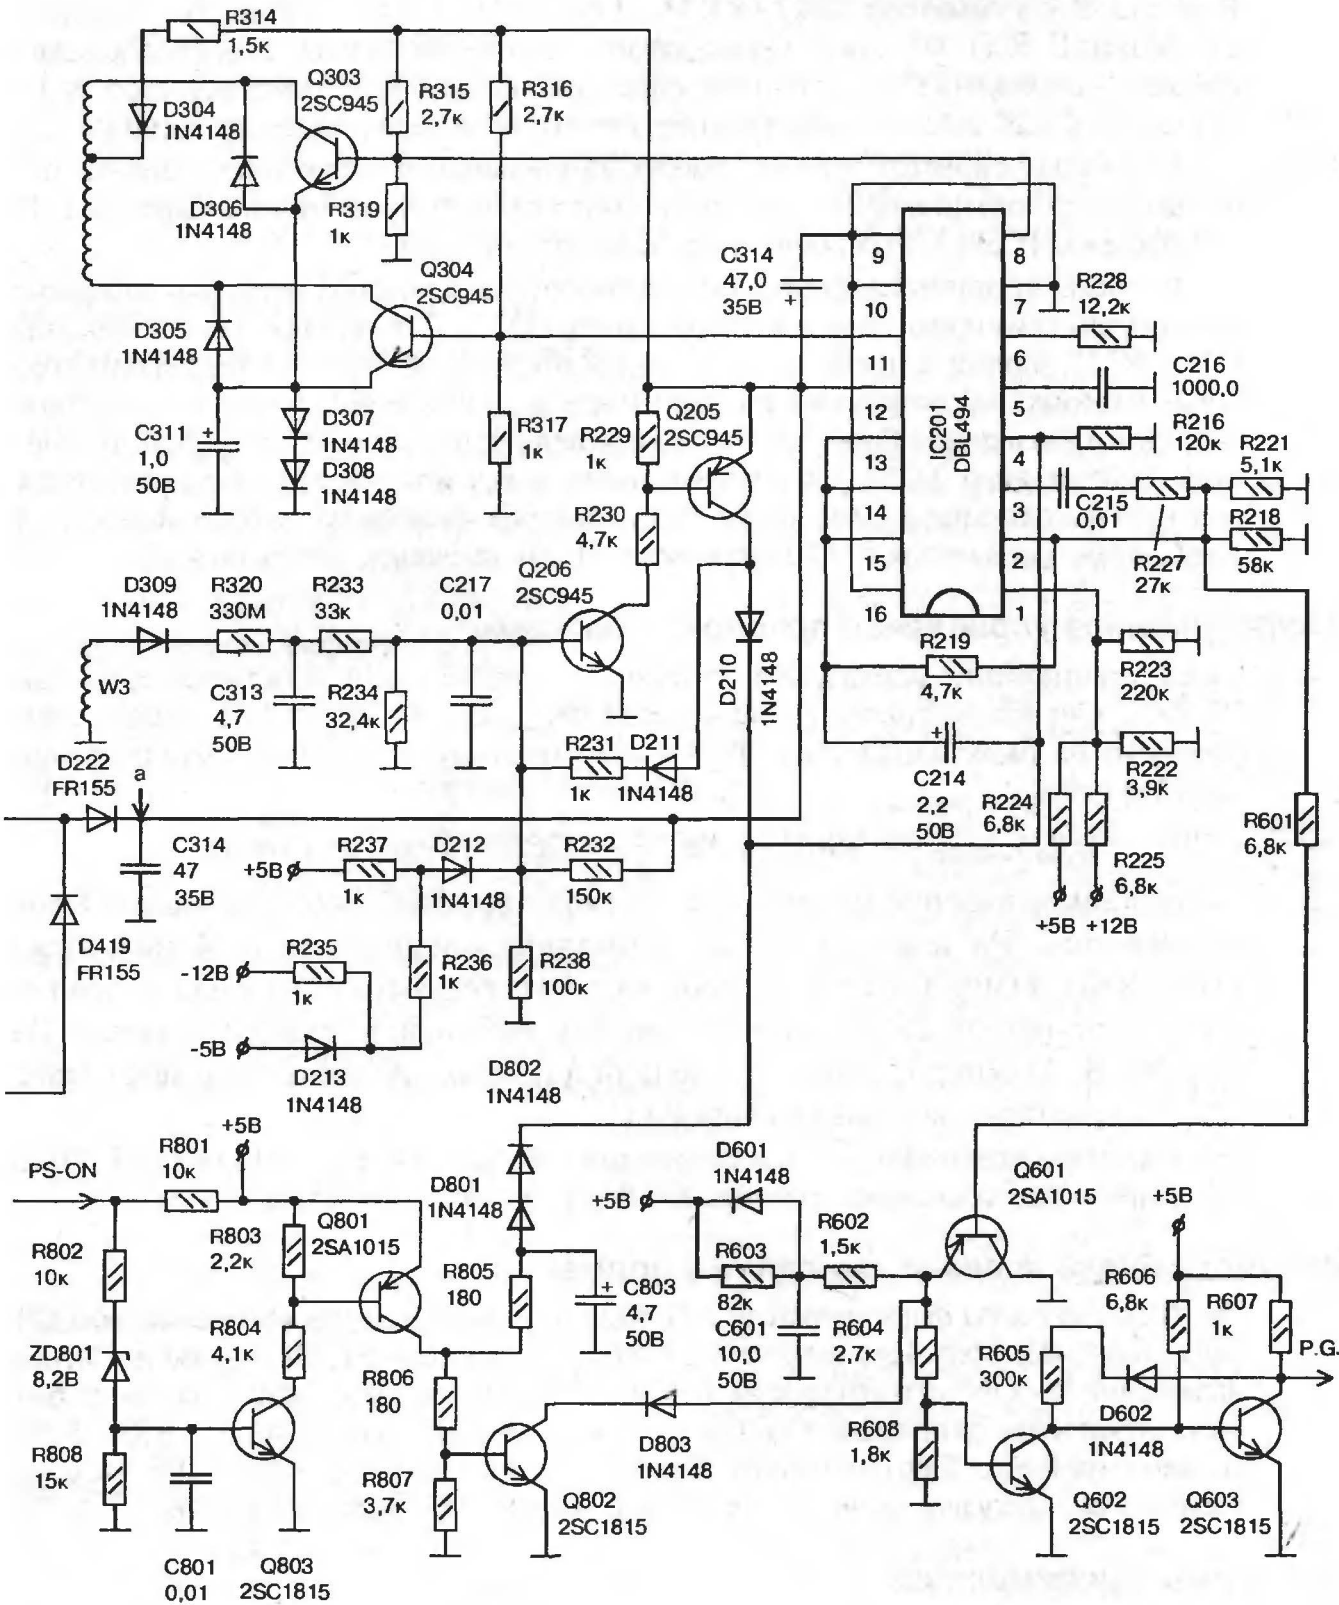 R314
1,5к
Q303
2SC945
D304
1N4148
R315
2,7к
R316
2,7к
D306
1N4148
R319
1к
Q304
2SC945
C314
47,0
35В
+
9
10
11
12
13
14
15
16
8
7
6
5
4
3
2
1
IC201
DBL494
R228
12,2к
C216
1000,0
R216
120к
R221
5,1к
C215
0,01
R218
58к
R227
27к
D305
1N4148
C311
1,0
50В
+
D307
1N4148
D308
1N4148
R317
1к
R229
1к
Q205
2SC945
R230
4,7к
Q206
2SC945
D309
1N4148
R320
330М
R233
33к
C217
0,01
W3
C313
4,7
50В
R234
32,4к
D210
1N4148
R219
4,7к
R223
220к
R231
1к
D211
1N4148
+
C214
2,2
50В
R222
3,9к
R224
6,8к
R225
6,8к
+5В
+12В
R601
6,8к
D222
FR155
а
C314
47
35В
D419
FR155
+5В
R237
1к
D212
1N4148
R232
150к
-12В
R235
1к
R236
1к
R238
100к
-5В
D213
1N4148
D802
1N4148
PS-ON
R801
10к
+5В
R802
10к
R803
2,2к
Q801
2SA1015
D801
1N4148
R805
180
C803
4,7
50В
+
ZD801
8,2В
R804
4,1к
R806
180
R808
15к
R807
3,7к
C801
0,01
Q803
2SC1815
Q802
2SC1815
D803
1N4148
+5В
D601
1N4148
R603
82к
R602
1,5к
C601
10,0
50В
R604
2,7к
R608
1,8к
Q601
2SA1015
R605
300к
R606
6,8к
+5В
R607
1к
P.G.
D602
1N4148
Q602
2SC1815
Q603
2SC1815